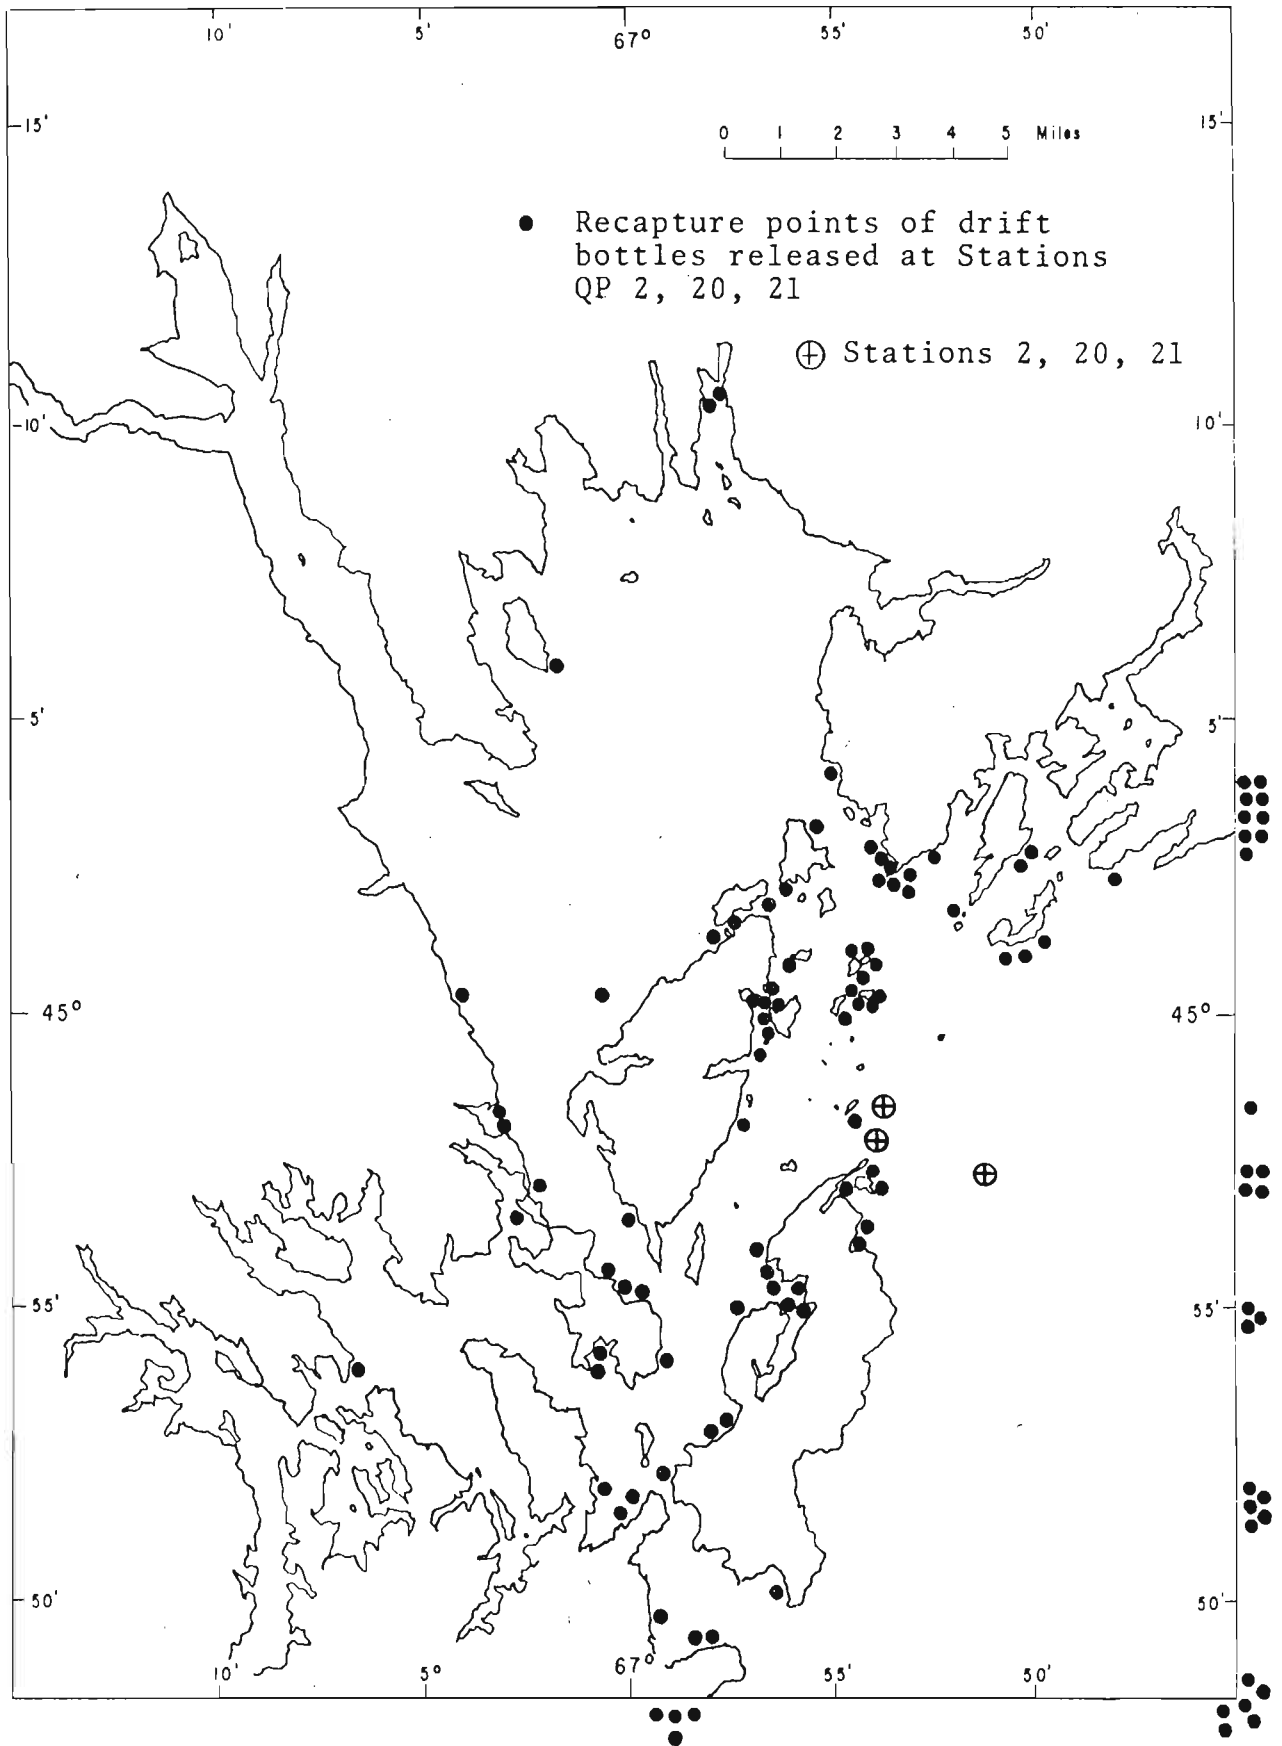 10' 5' 67° 55' 50'
15' 15'
0 1 2 3 4 5 Miles
Recapture points of drift
bottles released at Stations
QP 2, 20, 21
Stations 2, 20, 21
10' 10'
5' 5'
45° 45°
55' 55'
50' 50'
10' 5° 67° 55' 50'